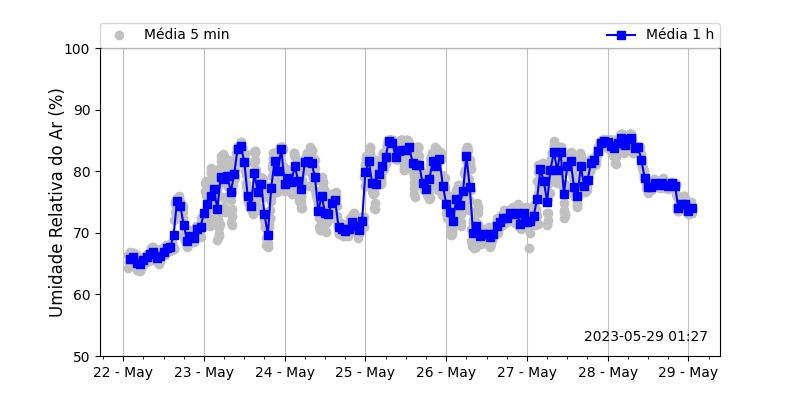 Média 5 min
Média 1 h
Umidade Relativa do Ar (%)
100
90
80
70
60
50
2023-05-29 01:27
22 - May
23 - May
24 - May
25 - May
26 - May
27 - May
28 - May
29 - May